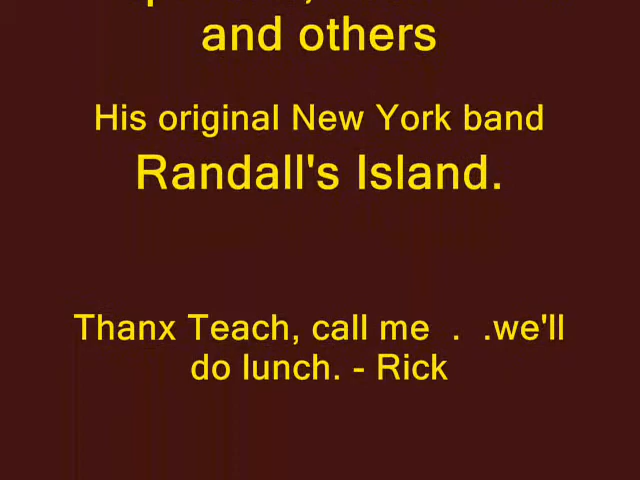 and others
His original New York band
Randall's Island.
Thanx Teach, call me  .  .we'll
do lunch. - Rick